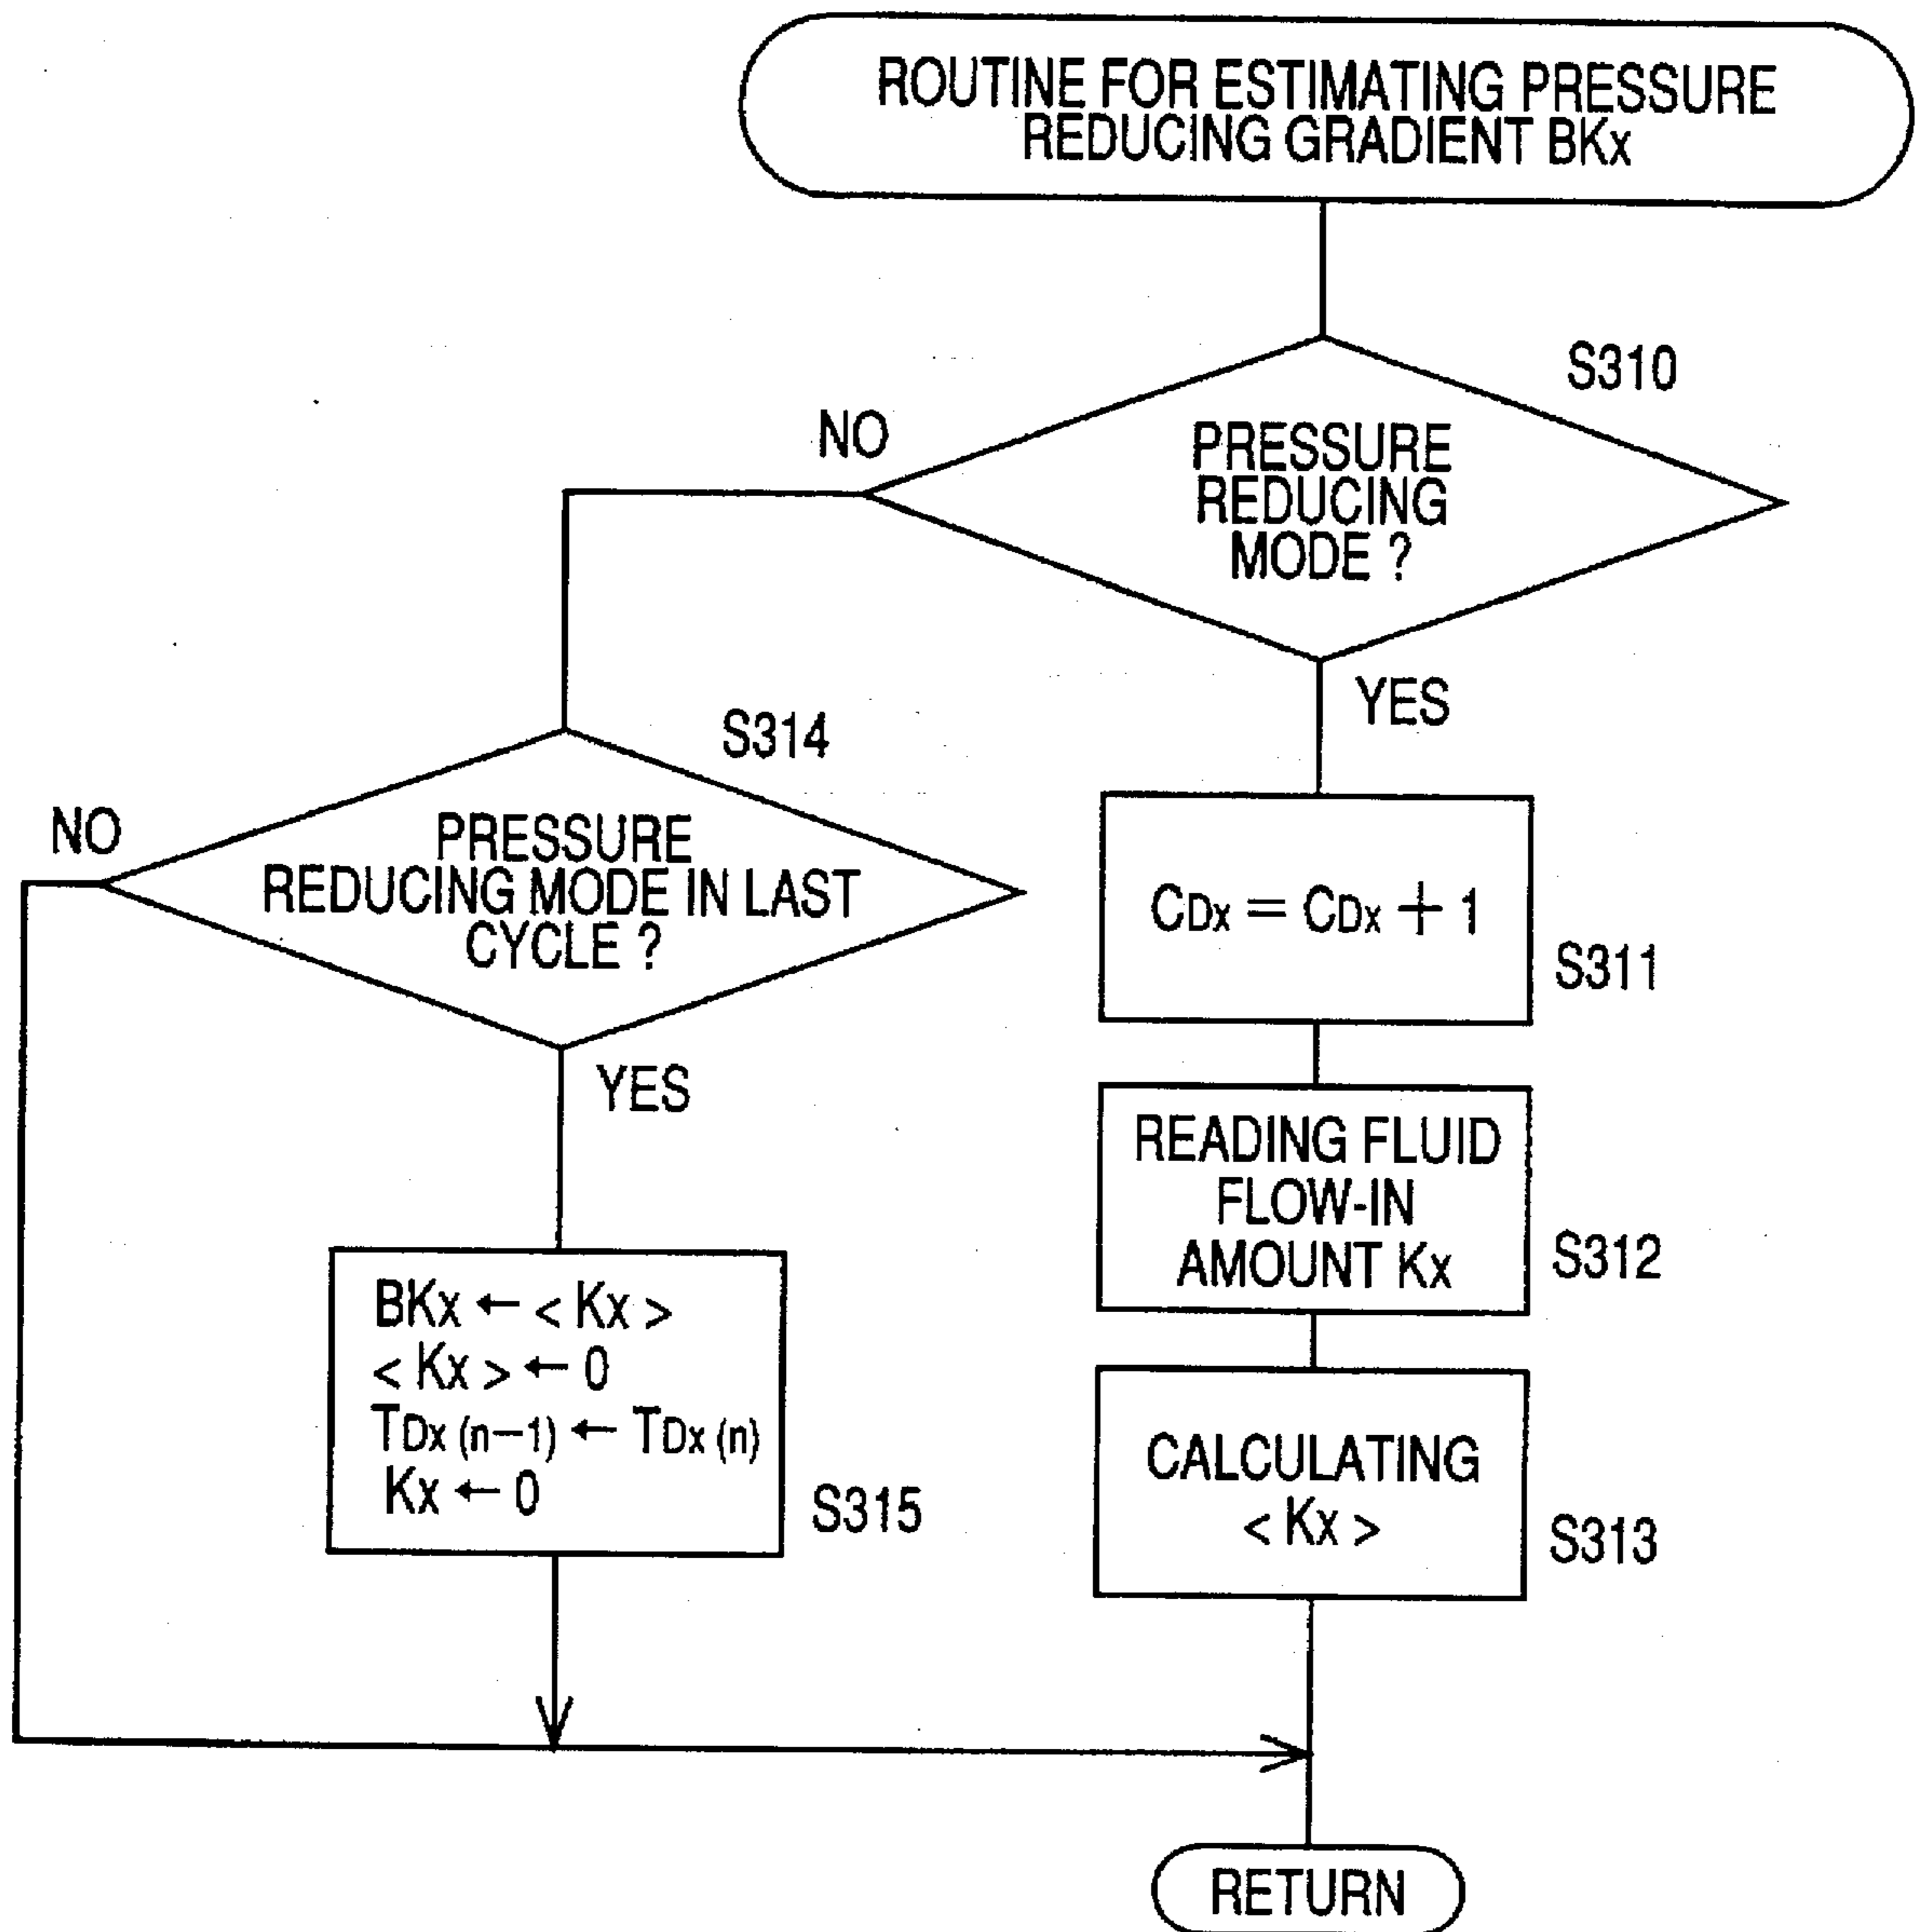 ROUTINE FOR ESTIMATING PRESSURE
REDUCING GRADIENT BKx
S310
NO
PRESSURE
REDUCING
MODE ?
YES
S314
NO
PRESSURE
REDUCING MODE IN LAST
CYCLE ?
YES
CDx = CDx + 1
S311
READING FLUID
FLOW-IN
AMOUNT Kx
S312
BKx ← < Kx >
< Kx > ← 0
TDx (n-1) ← TDx (n)
Kx ← 0
S315
CALCULATING
< Kx >
S313
RETURN